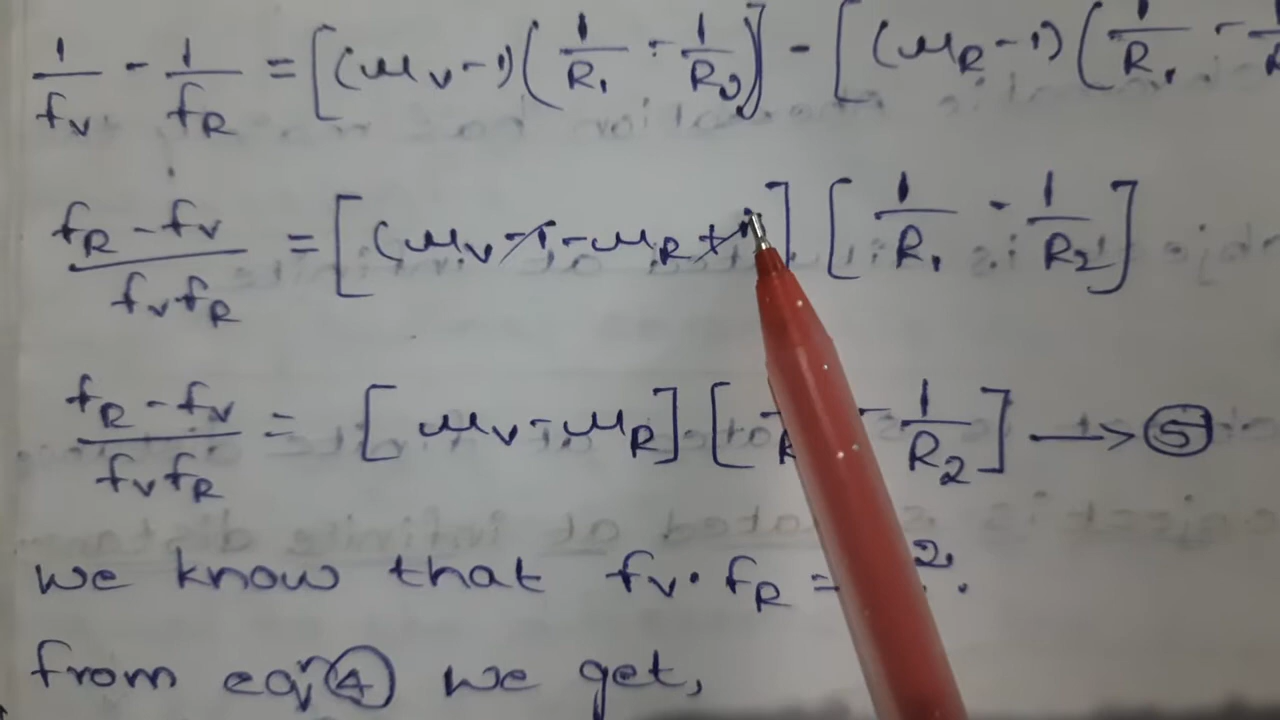 1/fV - 1/fR = [(μV-1)(1/R1 - 1/R2)] - [(μR-1)(1/R1 -
fR - fV / fV fR = [(μV - 1 - μR + 1] [1/R1 - 1/R2]
fR - fV / fV fR = [μV - μR] [ - 1/R2] → ⑤
we know that fV · fR = 2.
from eqn ④ we get,